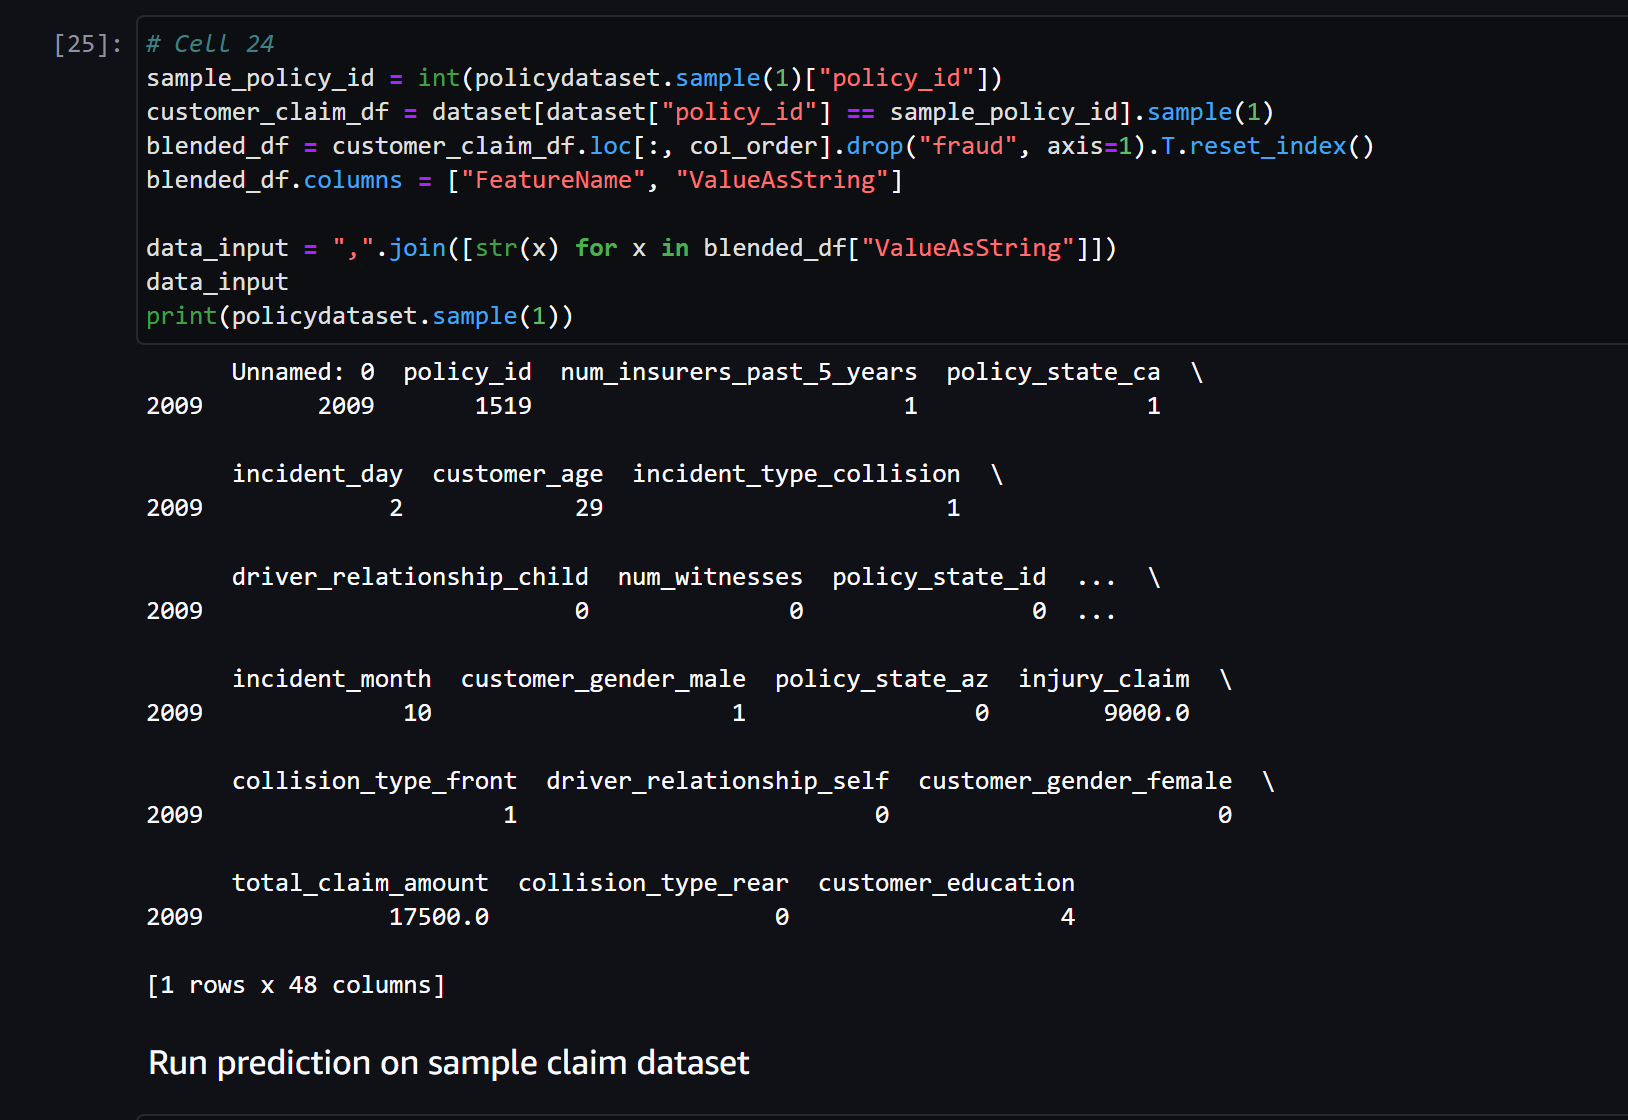 [25]: # Cell 24
sample_policy_id = int(policydataset.sample(1)["policy_id"])
customer_claim_df = dataset[dataset["policy_id"] == sample_policy_id].sample(1)
blended_df = customer_claim_df.loc[:, col_order].drop("fraud", axis=1).T.reset_index()
blended_df.columns = ["FeatureName", "ValueAsString"]
data_input = ",".join([str(x) for x in blended_df["ValueAsString"]])
data_input
print(policydataset.sample(1))
Unnamed: 0 policy_id num_insurers_past_5_years policy_state_ca \
2009 2009 1519 1 1
incident_day customer_age incident_type_collision \
2009 2 29 1
driver_relationship_child num_witnesses policy_state_id ... \
2009 0 0 0 ...
incident_month customer_gender_male policy_state_az injury_claim \
2009 10 1 0 9000.0
collision_type_front driver_relationship_self customer_gender_female \
2009 1 0 0
total_claim_amount collision_type_rear customer_education
2009 17500.0 0 4
[1 rows x 48 columns]
Run prediction on sample claim dataset